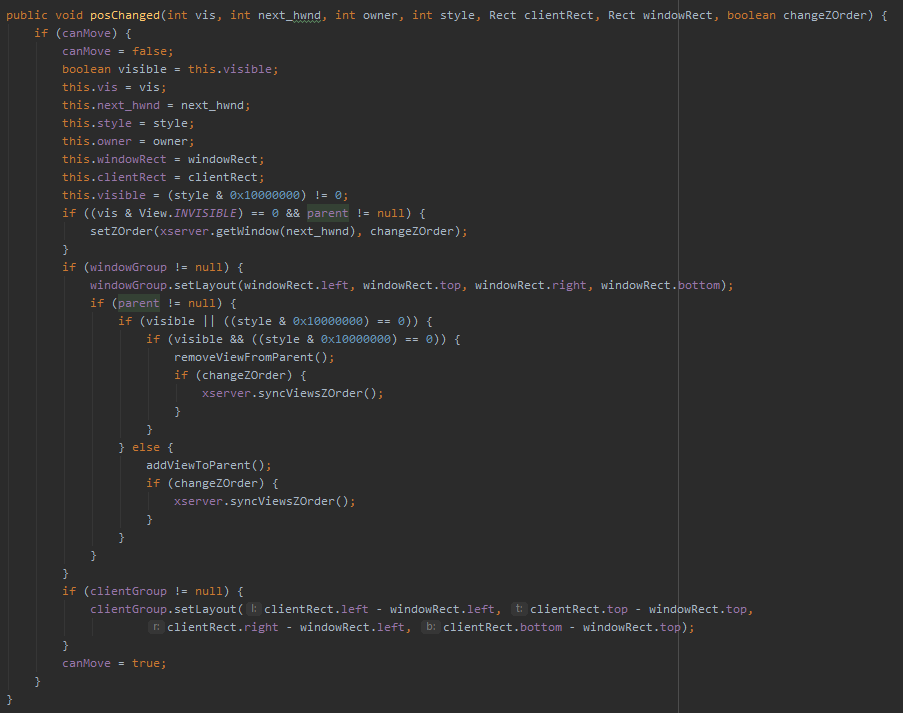 public void posChanged(int vis, int next_hwnd, int owner, int style, Rect clientRect, Rect windowRect, boolean changeZOrder) {
    if (canMove) {
        canMove = false;
        boolean visible = this.visible;
        this.vis = vis;
        this.next_hwnd = next_hwnd;
        this.style = style;
        this.owner = owner;
        this.windowRect = windowRect;
        this.clientRect = clientRect;
        this.visible = (style & 0x10000000) != 0;
        if ((vis & View.INVISIBLE) == 0 && parent != null) {
            setZOrder(xserver.getWindow(next_hwnd), changeZOrder);
        }
        if (windowGroup != null) {
            windowGroup.setLayout(windowRect.left, windowRect.top, windowRect.right, windowRect.bottom);
            if (parent != null) {
                if (visible || ((style & 0x10000000) == 0)) {
                    if (visible && ((style & 0x10000000) == 0)) {
                        removeViewFromParent();
                        if (changeZOrder) {
                            xserver.syncViewsZOrder();
                        }
                    }
                } else {
                    addViewToParent();
                    if (changeZOrder) {
                        xserver.syncViewsZOrder();
                    }
                }
            }
        }
        if (clientGroup != null) {
            clientGroup.setLayout( l: clientRect.left - windowRect.left, t: clientRect.top - windowRect.top,
                    r: clientRect.right - windowRect.left, b: clientRect.bottom - windowRect.top);
        }
        canMove = true;
    }
}